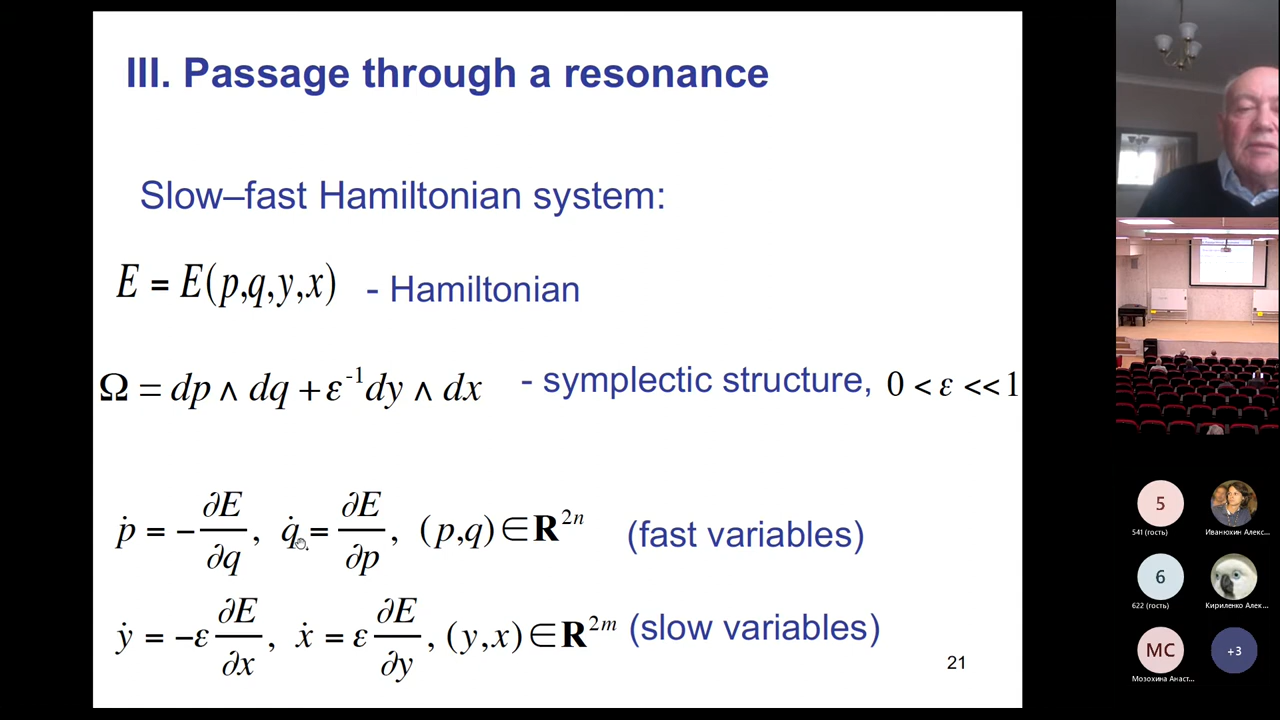 III. Passage through a resonance
Slow–fast Hamiltonian system:
E = E(p,q,y,x) - Hamiltonian
Ω = dp ∧ dq + ε⁻¹dy ∧ dx - symplectic structure, 0 < ε << 1
ṗ = −∂E/∂q, q̇ = ∂E/∂p, (p,q) ∈ R²ⁿ (fast variables)
ẏ = −ε ∂E/∂x, ẋ = ε ∂E/∂y, (y,x) ∈ R²ᵐ (slow variables)
21
5
541 (гость)
Иванюхин Алекс...
6
622 (гость)
Кириленко Алек...
МС
Мозохина Анаст...
+3